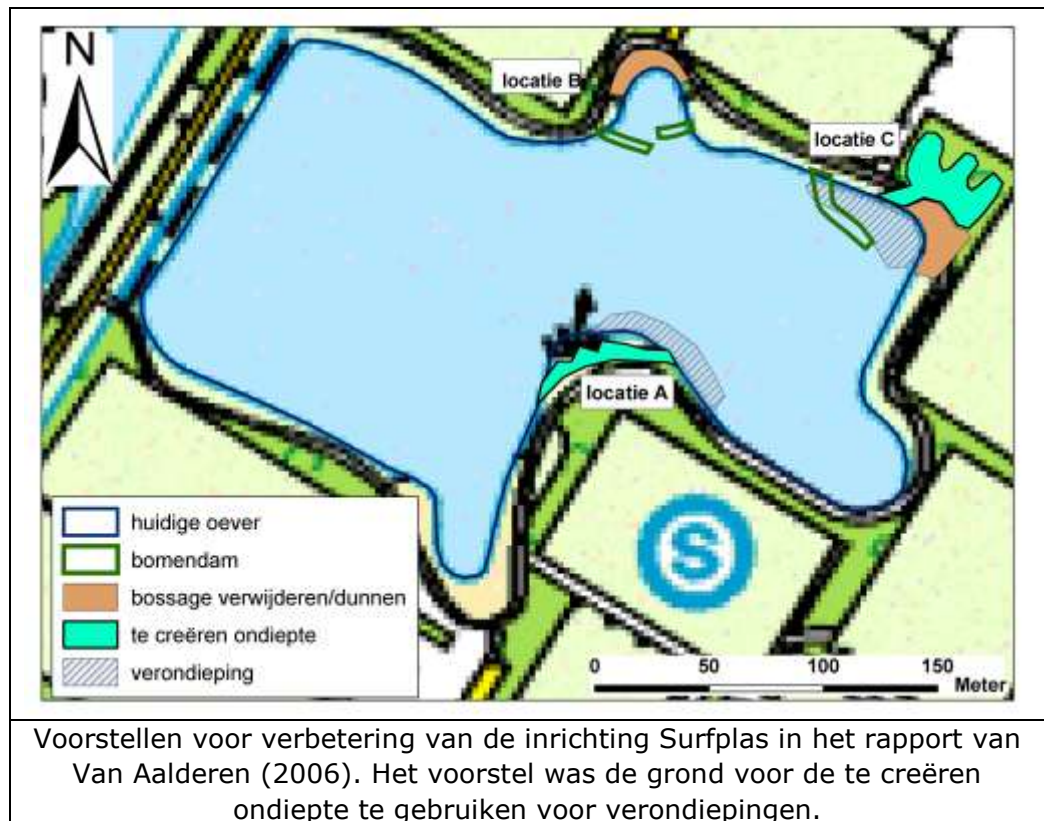 N
locatie B
locatie C
locatie A
S
huidige oever
bomendam
bossage verwijderen/dunnen
te creëren ondiepte
verondieping
0 50 100 150
Meter
Voorstellen voor verbetering van de inrichting Surfplas in het rapport van
Van Aalderen (2006). Het voorstel was de grond voor de te creëren
ondiepte te gebruiken voor verondiepingen.